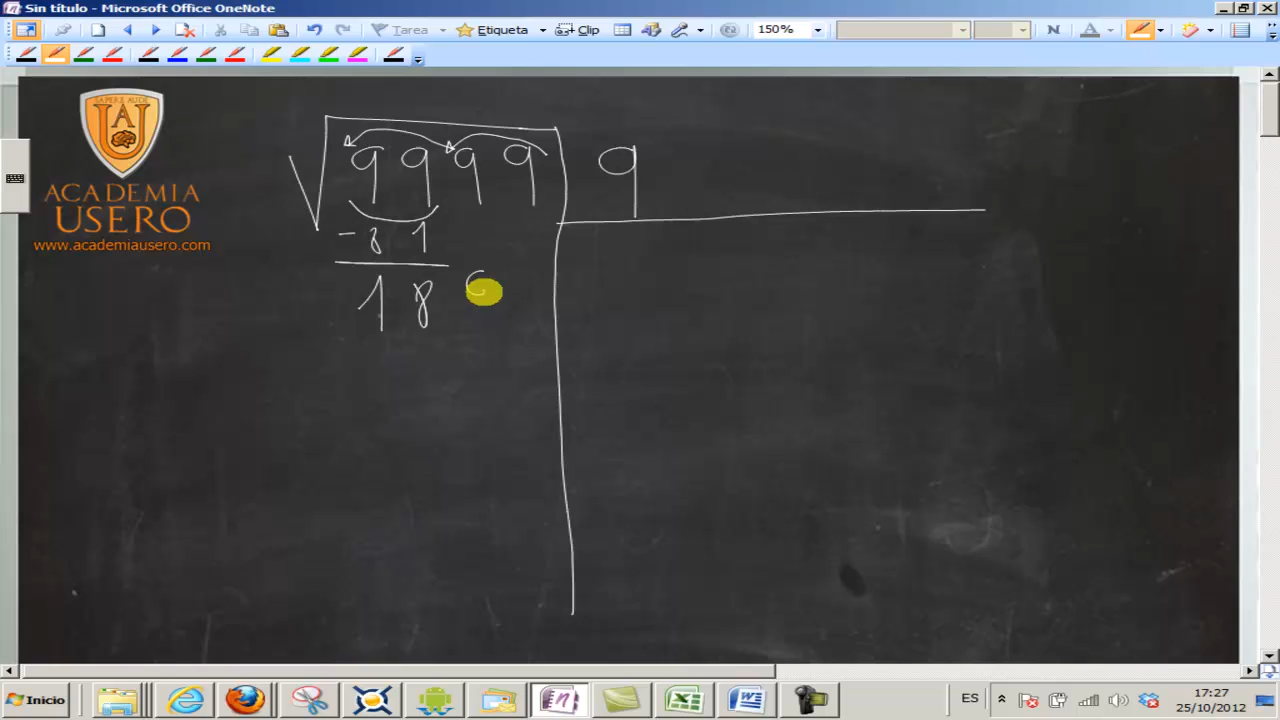 Sin título - Microsoft Office OneNote
Tarea Etiqueta Clip 150% N A
SAPERE AUDE
UA
ACADEMIA
USERO
www.academiausero.com
√9999 9
- 81
18
Inicio
ES
17:27
25/10/2012